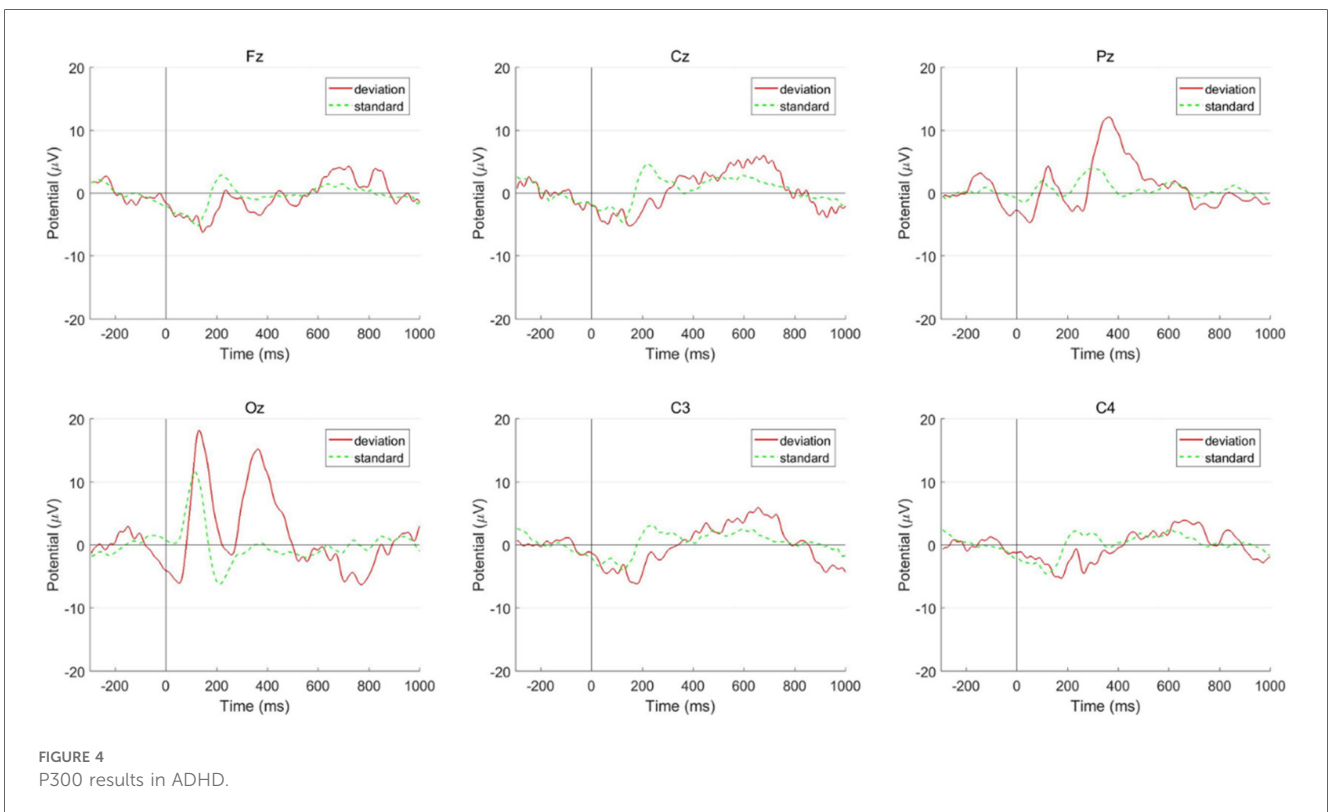 Fz
Cz
Pz
20
10
0
-10
-20
Potential (µV)
deviation
standard
-200 0 200 400 600 800 1000
Time (ms)
20
10
0
-10
-20
Potential (µV)
deviation
standard
-200 0 200 400 600 800 1000
Time (ms)
20
10
0
-10
-20
Potential (µV)
deviation
standard
-200 0 200 400 600 800 1000
Time (ms)
Oz
C3
C4
20
10
0
-10
-20
Potential (µV)
deviation
standard
-200 0 200 400 600 800 1000
Time (ms)
20
10
0
-10
-20
Potential (µV)
deviation
standard
-200 0 200 400 600 800 1000
Time (ms)
20
10
0
-10
-20
Potential (µV)
deviation
standard
-200 0 200 400 600 800 1000
Time (ms)
FIGURE 4
P300 results in ADHD.